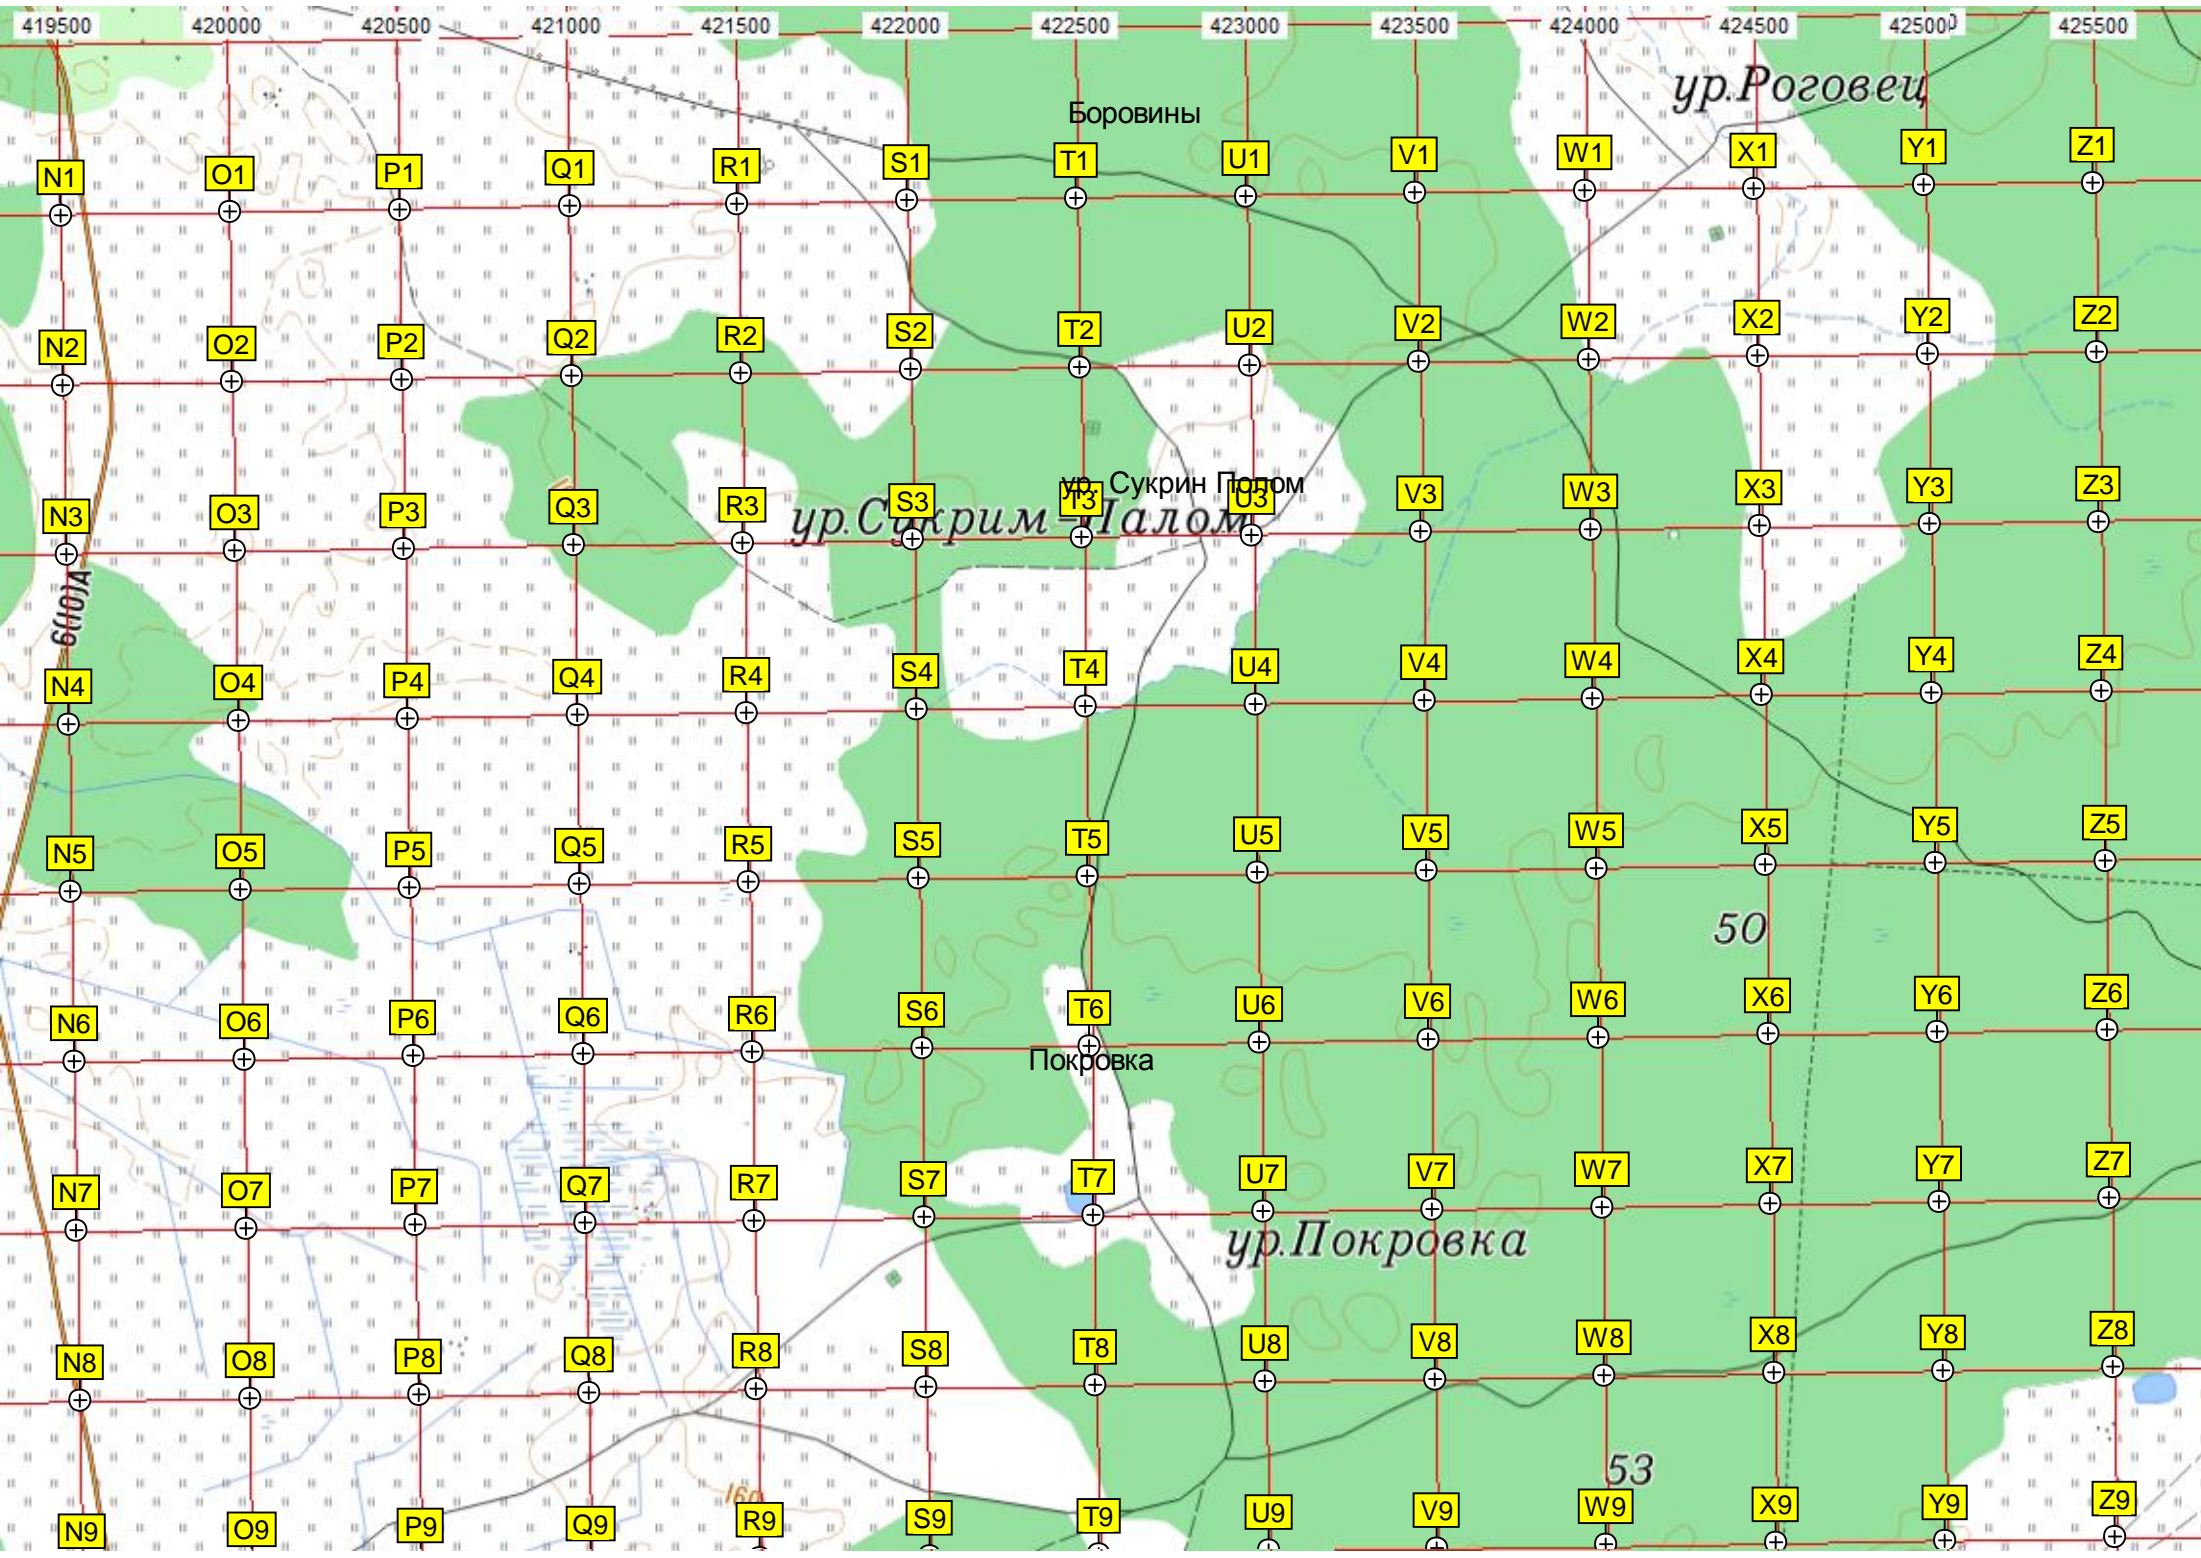 419500 420000 420500 421000 421500 422000 422500 423000 423500 424000 424500 425000 425500
ур.Роговец
Боровины
N1 O1 P1 Q1 R1 S1 T1 U1 V1 W1 X1 Y1 Z1
N2 O2 P2 Q2 R2 S2 T2 U2 V2 W2 X2 Y2 Z2
ур. Сукрин Полом
N3 O3 P3 Q3 R3 S3 T3 U3 V3 W3 X3 Y3 Z3
ур.Сукрим-Палом
6(10)А
N4 O4 P4 Q4 R4 S4 T4 U4 V4 W4 X4 Y4 Z4
N5 O5 P5 Q5 R5 S5 T5 U5 V5 W5 X5 Y5 Z5
50
N6 O6 P6 Q6 R6 S6 T6 U6 V6 W6 X6 Y6 Z6
Покровка
N7 O7 P7 Q7 R7 S7 T7 U7 V7 W7 X7 Y7 Z7
ур.Покровка
N8 O8 P8 Q8 R8 S8 T8 U8 V8 W8 X8 Y8 Z8
53
160
N9 O9 P9 Q9 R9 S9 T9 U9 V9 W9 X9 Y9 Z9